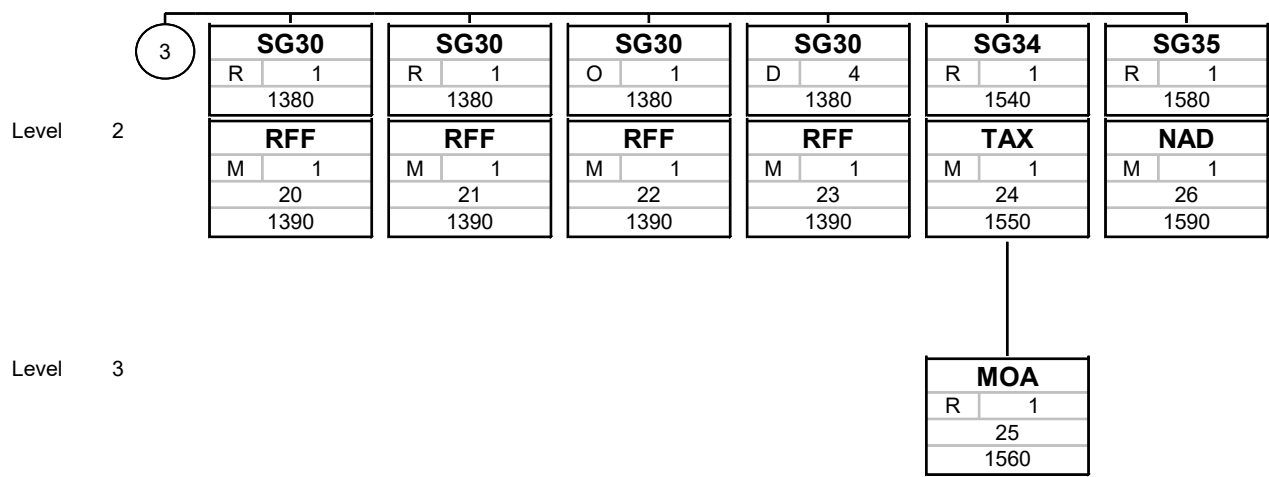 3
SG30 SG30 SG30 SG30 SG34 SG35
R 1 R 1 O 1 D 4 R 1 R 1
1380 1380 1380 1380 1540 1580
Level 2
RFF RFF RFF RFF TAX NAD
M 1 M 1 M 1 M 1 M 1 M 1
20 21 22 23 24 26
1390 1390 1390 1390 1550 1590
Level 3
MOA
R 1
25
1560